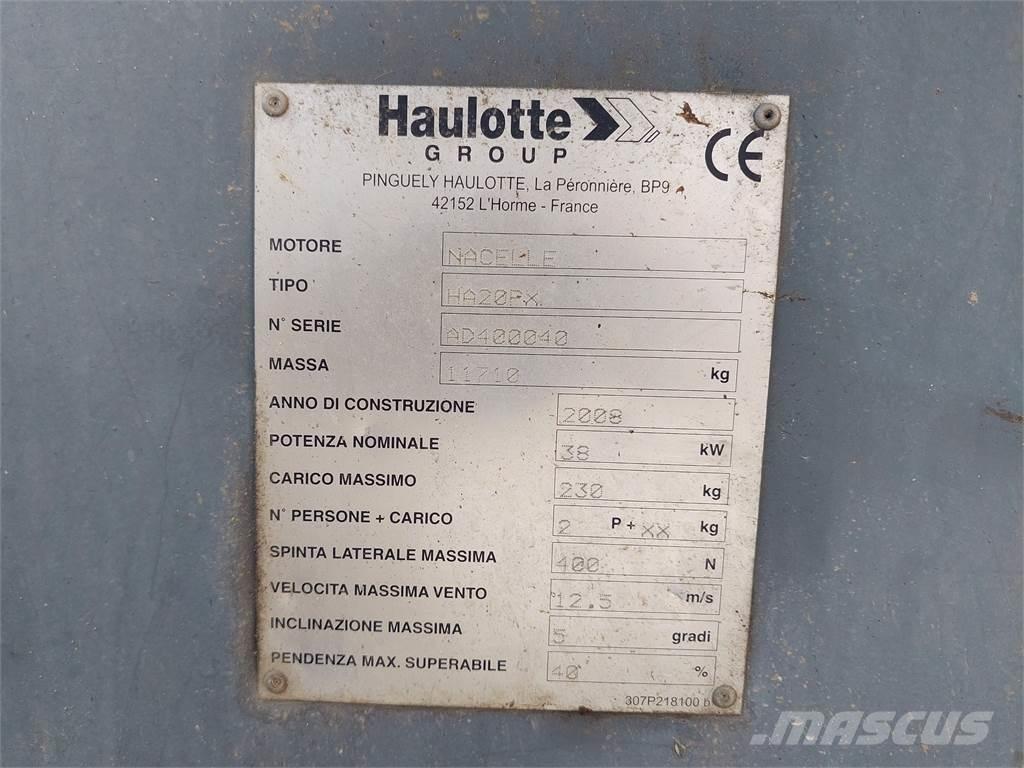 Haulotte
GROUP
CE
PINGUELY HAULOTTE, La Péronnière, BP9
42152 L'Horme - France
MOTORE NACELLE
TIPO HA20PX
N° SERIE AD400040
MASSA 11710 kg
ANNO DI CONSTRUZIONE 2008
POTENZA NOMINALE 38 kW
CARICO MASSIMO 230 kg
N° PERSONE + CARICO 2 P + XX kg
SPINTA LATERALE MASSIMA 400 N
VELOCITA MASSIMA VENTO 12.5 m/s
INCLINAZIONE MASSIMA 5 gradi
PENDENZA MAX. SUPERABILE 40 %
307P218100 b
MASCUS